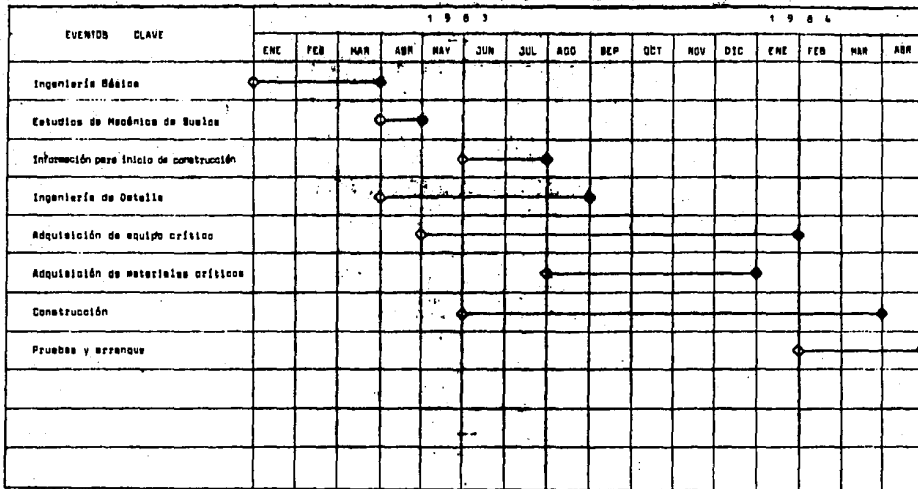 1 9 8 3
1 9 8 4
EVENTOS CLAVE
ENE FEB MAR ABR MAY JUN JUL AGO SEP OCT NOV DIC ENE FEB MAR ABR
Ingeniería Básica
Estudios de Mecánica de Suelos
Información para inicio de construcción
Ingeniería de Detalle
Adquisición de equipo crítico
Adquisición de materiales críticos
Construcción
Pruebas y arranque